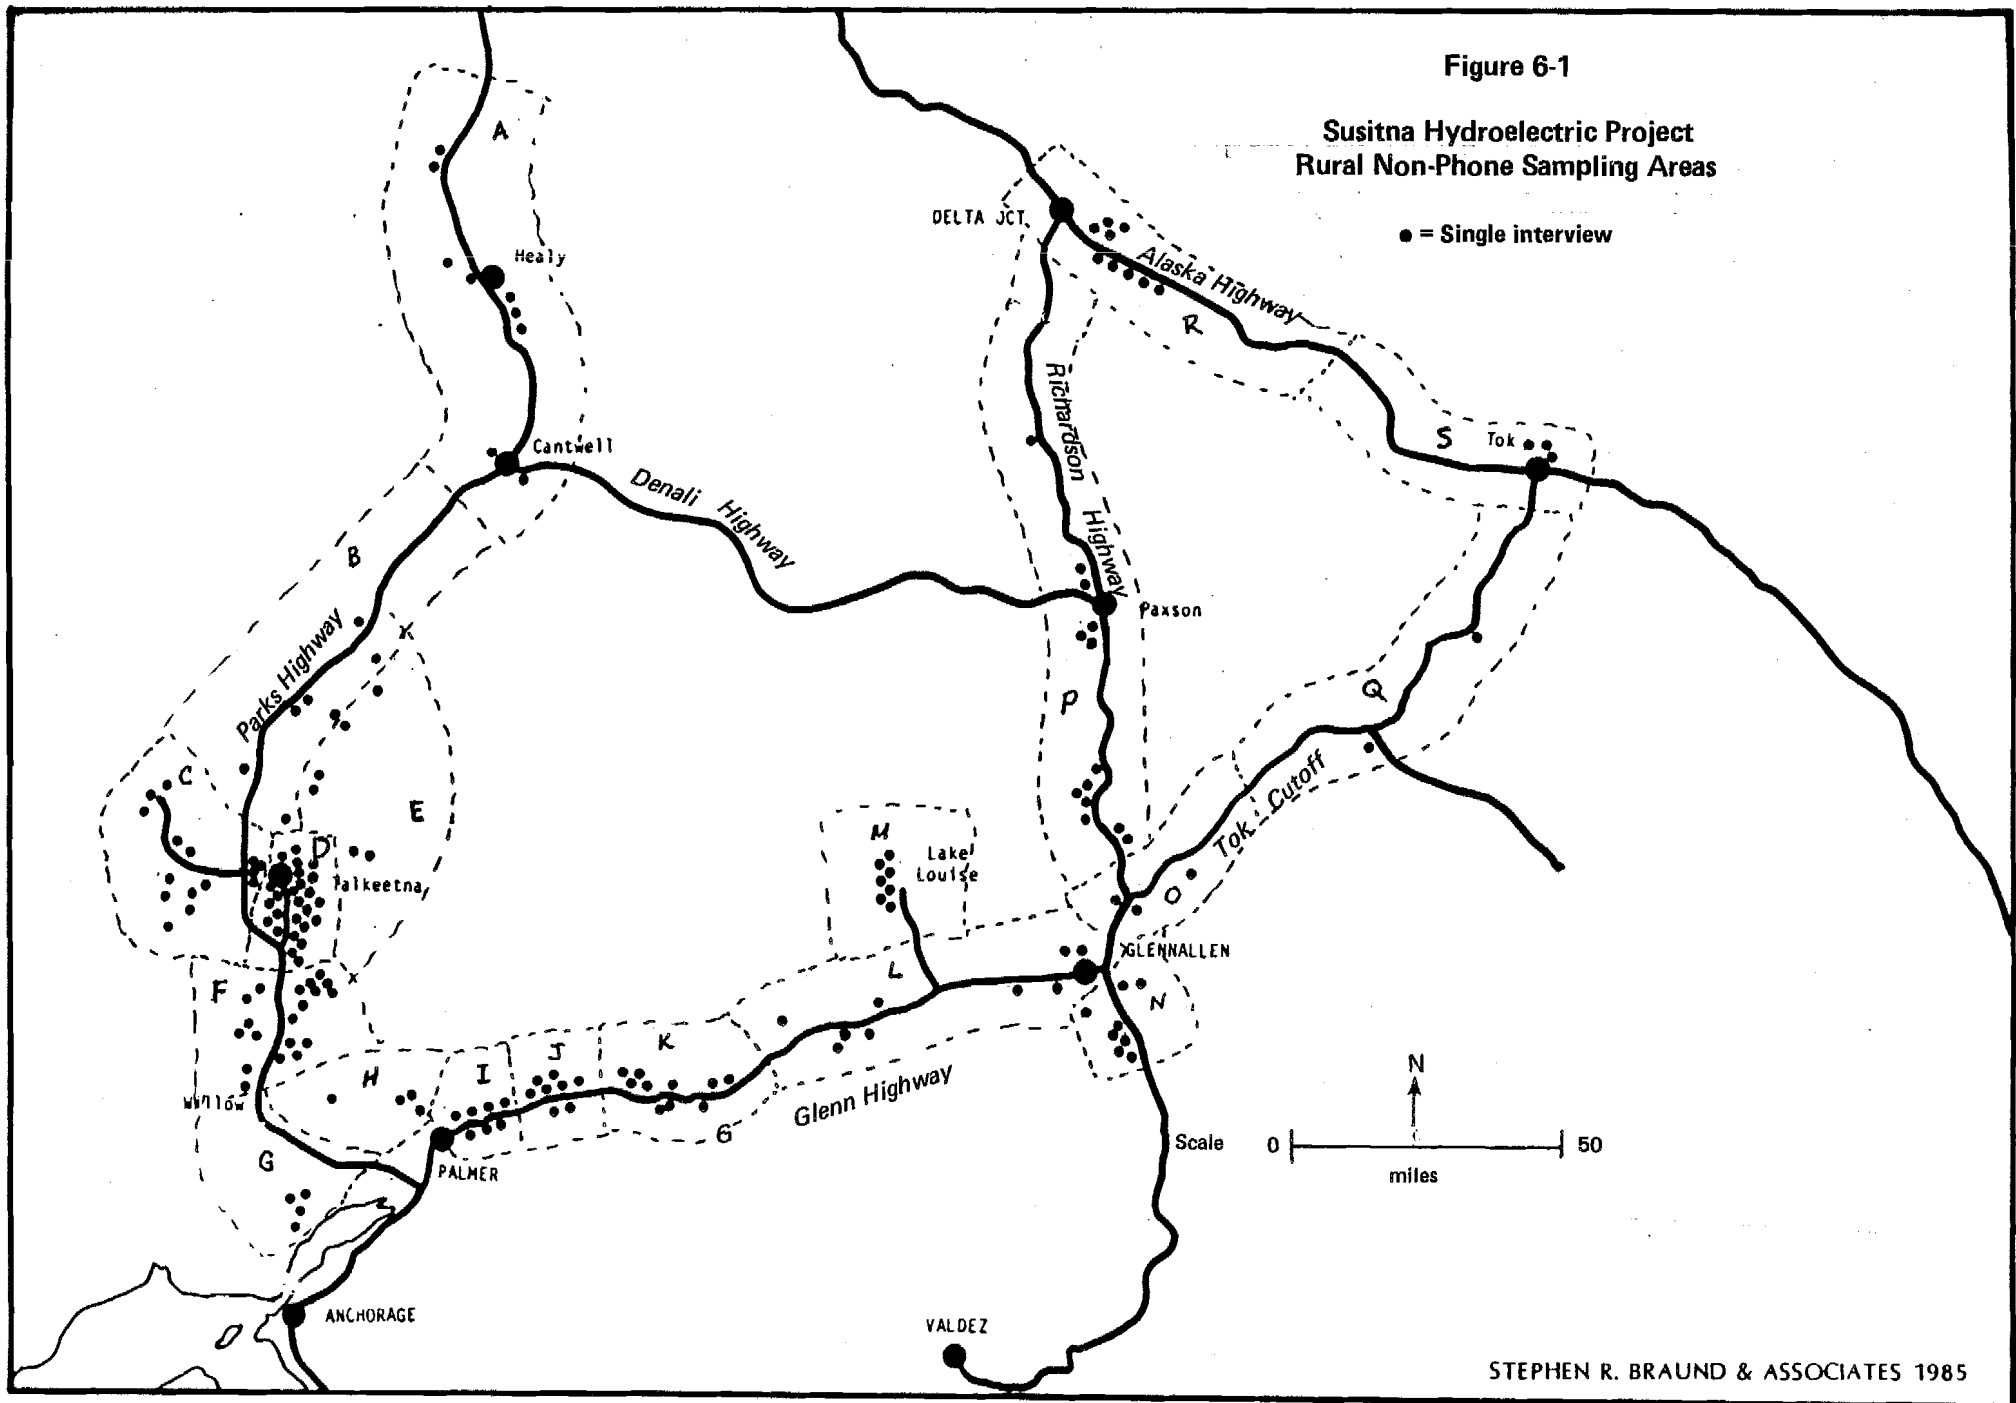 Figure 6-1
Susitna Hydroelectric Project
Rural Non-Phone Sampling Areas
● = Single interview
A
DELTA JCT
Healy
Alaska Highway
R
Richardson Highway
Cantwell
S
Tok
Denali Highway
B
Paxson
Parks Highway
P
Q
C
E
Tok Cutoff
M
D
Lake
Louise
Talkeetna
O
GLENNALLEN
L
F
N
K
J
I
H
Willow
Glenn Highway
G
6
N
Scale 0 50
miles
G
PALMER
ANCHORAGE
VALDEZ
STEPHEN R. BRAUND & ASSOCIATES 1985